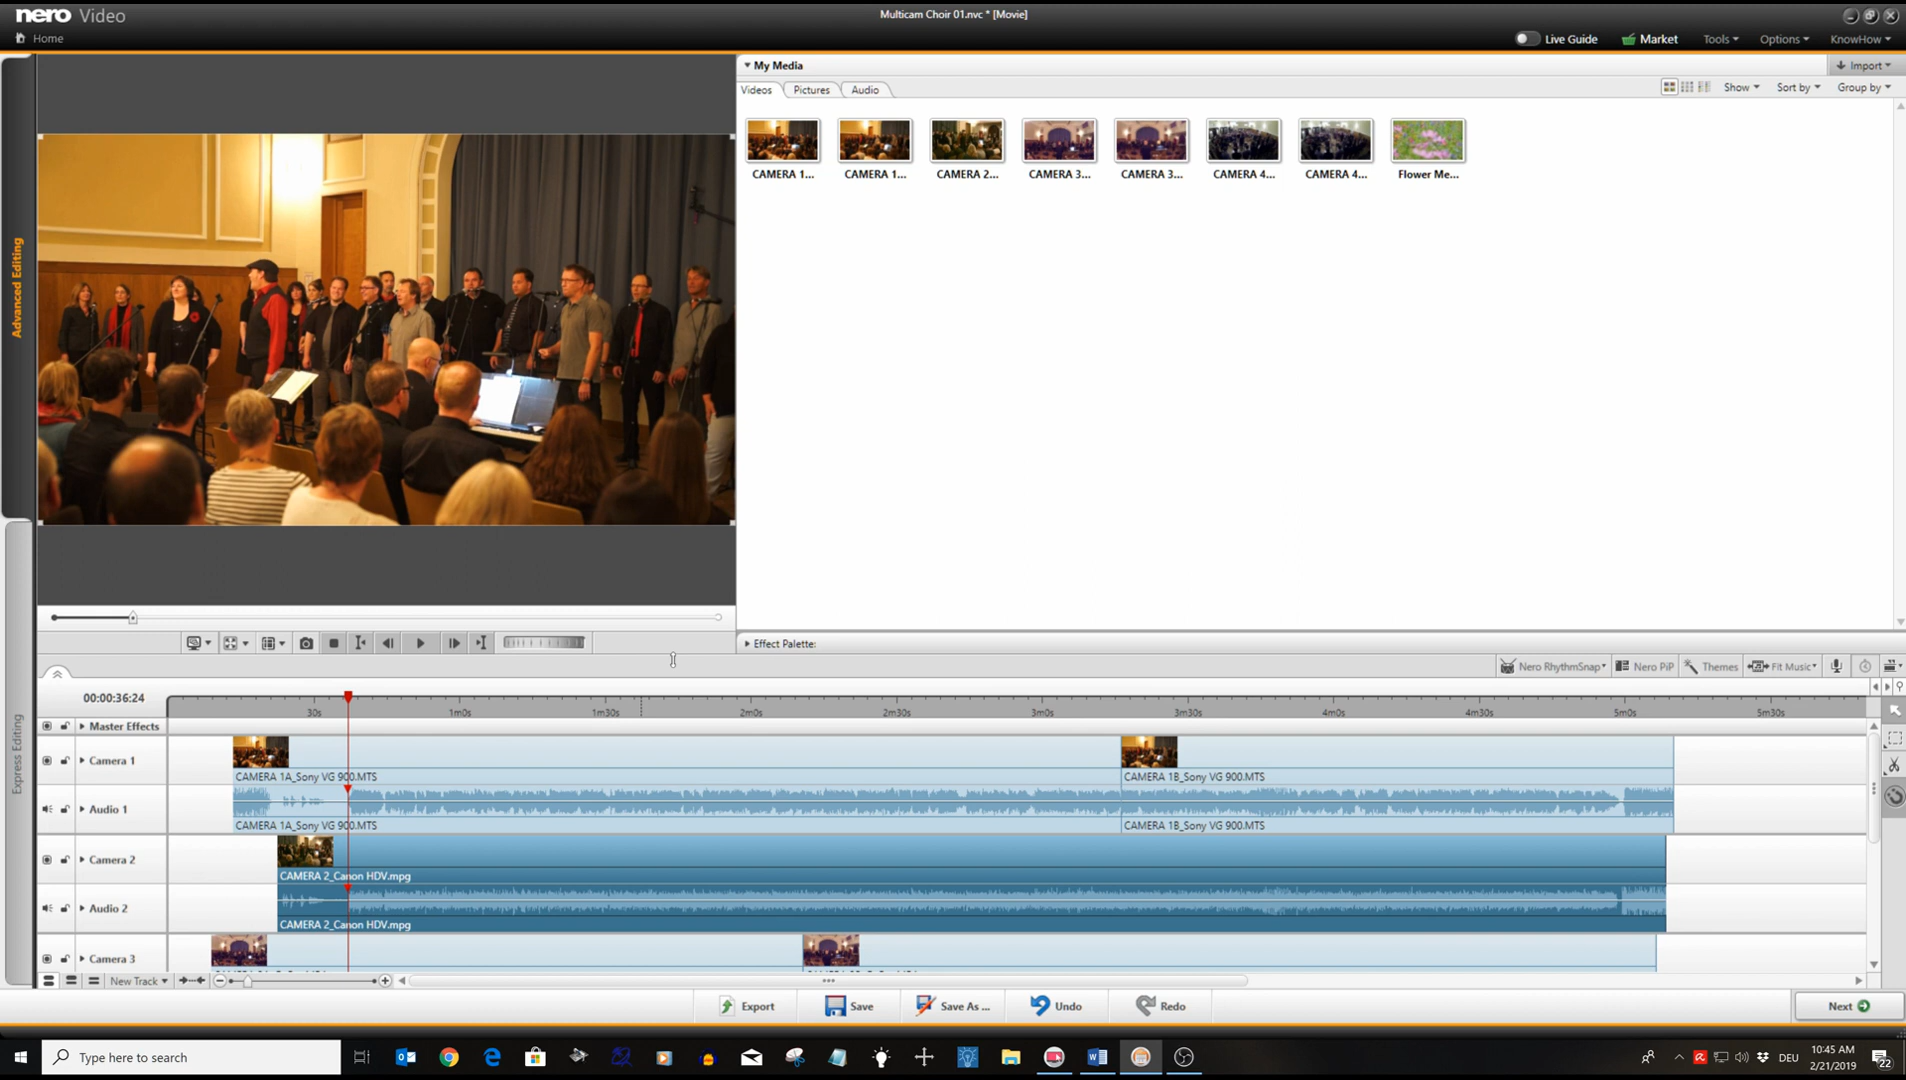 nero Video
Multicam Choir 01.nvc * [Movie]
Home
Live Guide
Market
Tools
Options
KnowHow
Advanced Editing
Express Editing
My Media
Import
Videos
Pictures
Audio
Show
Sort by
Group by
CAMERA 1...
CAMERA 1...
CAMERA 2...
CAMERA 3...
CAMERA 3...
CAMERA 4...
CAMERA 4...
Flower Me...
Effect Palette:
Nero RhythmSnap
Nero PiP
Themes
Fit Music
00:00:36:24
30s
1m0s
1m30s
2m0s
2m30s
3m0s
3m30s
4m0s
4m30s
5m0s
5m30s
Master Effects
Camera 1
CAMERA 1A_Sony VG 900.MTS
CAMERA 1B_Sony VG 900.MTS
Audio 1
CAMERA 1A_Sony VG 900.MTS
CAMERA 1B_Sony VG 900.MTS
Camera 2
CAMERA 2_Canon HDV.mpg
Audio 2
CAMERA 2_Canon HDV.mpg
Camera 3
New Track
Export
Save
Save As ...
Undo
Redo
Next
Type here to search
DEU
10:45 AM
2/21/2019
22